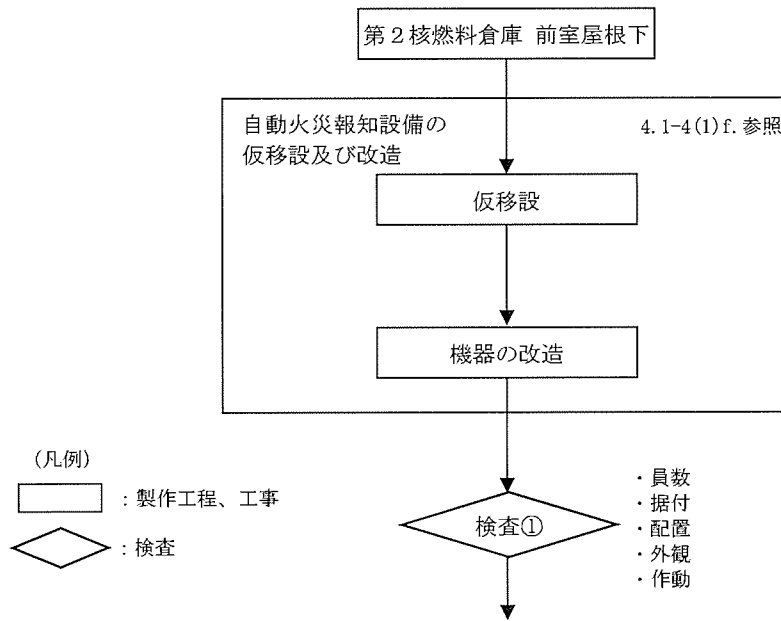 第２核燃料倉庫 前室屋根下
自動火災報知設備の
仮移設及び改造
4.1-4(1)f.参照
仮移設
機器の改造
(凡例)
：製作工程、工事
：検査
検査①
・員数
・据付
・配置
・外観
・作動